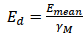 E_d = E_mean / γ_M